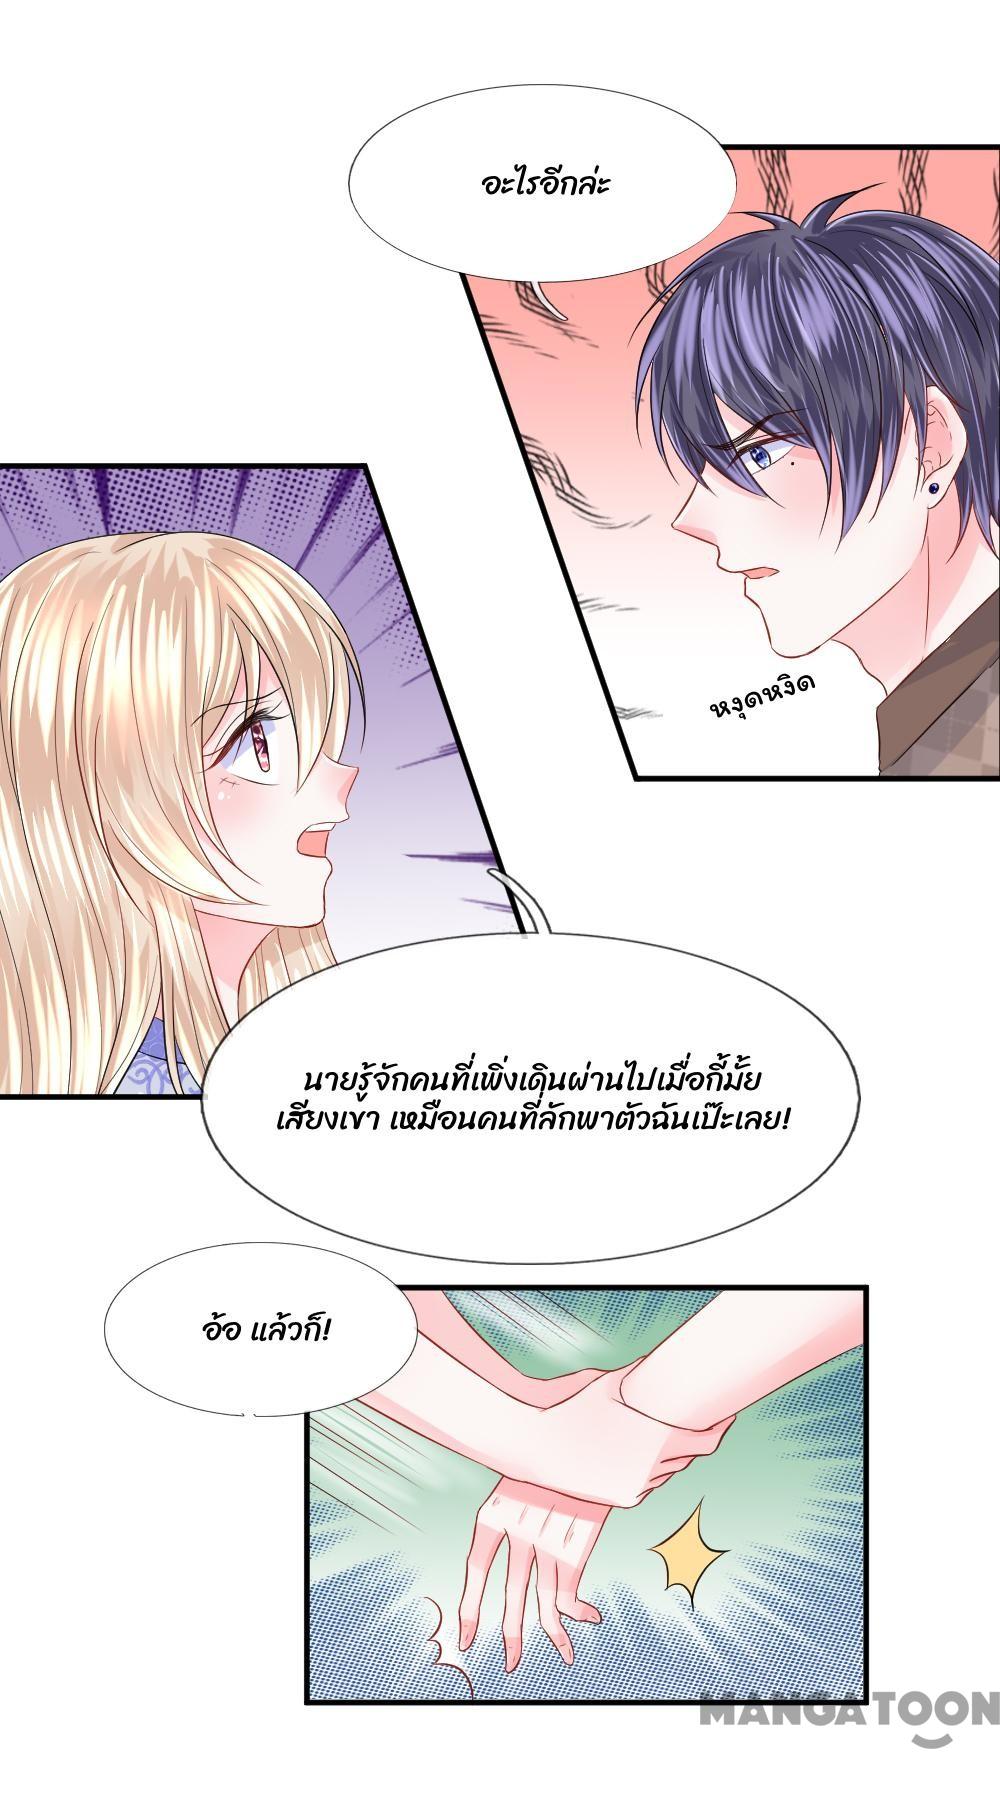 อะไรอีกล่ะ
หงุดหงิด
นายรู้จักคนที่เพิ่งเดินผ่านไปเมื่อกี้มั้ย
เสียงเขา เหมือนคนที่ลักพาตัวฉันเป๊ะเลย!
อ้อ แล้วก็!
MANGATOON